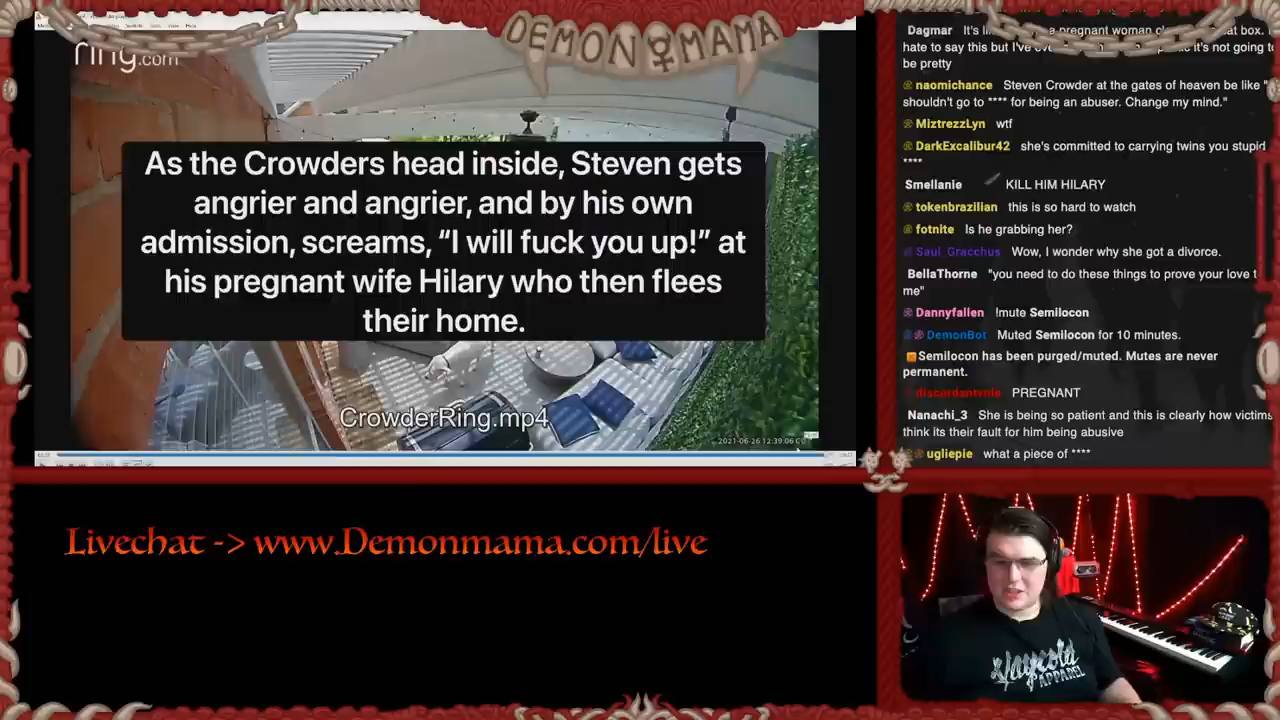 ring.com
DEMON MAMA
As the Crowders head inside, Steven gets
angrier and angrier, and by his own
admission, screams, “I will fuck you up!” at
his pregnant wife Hilary who then flees
their home.
CrowderRing.mp4
2021-06-26 12:39:06
Livechat -> www.Demonmama.com/live
Dagmar It's pregnant woman
hate to say this but I've it's not going to
be pretty
naomichance Steven Crowder at the gates of heaven be like "
shouldn't go to **** for being an abuser. Change my mind."
MiztrezzLyn wtf
DarkExcalibur42 she's committed to carrying twins you stupid
****
Smellanie KILL HIM HILARY
tokenbrazilian this is so hard to watch
fotnite Is he grabbing her?
Saul_Gracchus Wow, I wonder why she got a divorce.
BellaThorne "you need to do these things to prove your love t
me"
Dannyfallen !mute Semilocon
DemonBot Muted Semilocon for 10 minutes.
Semilocon has been purged/muted. Mutes are never
permanent.
PREGNANT
Nanachi_3 She is being so patient and this is clearly how victims
think its their fault for him being abusive
ugliepie what a piece of ****
APPAREL